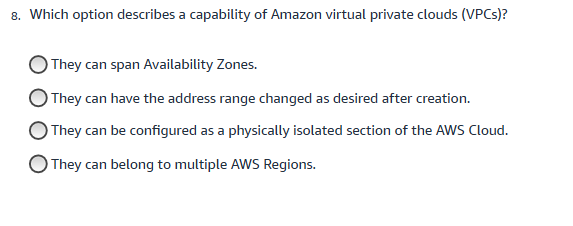 8. Which option describes a capability of Amazon virtual private clouds (VPCs)?
They can span Availability Zones.
They can have the address range changed as desired after creation.
They can be configured as a physically isolated section of the AWS Cloud.
They can belong to multiple AWS Regions.